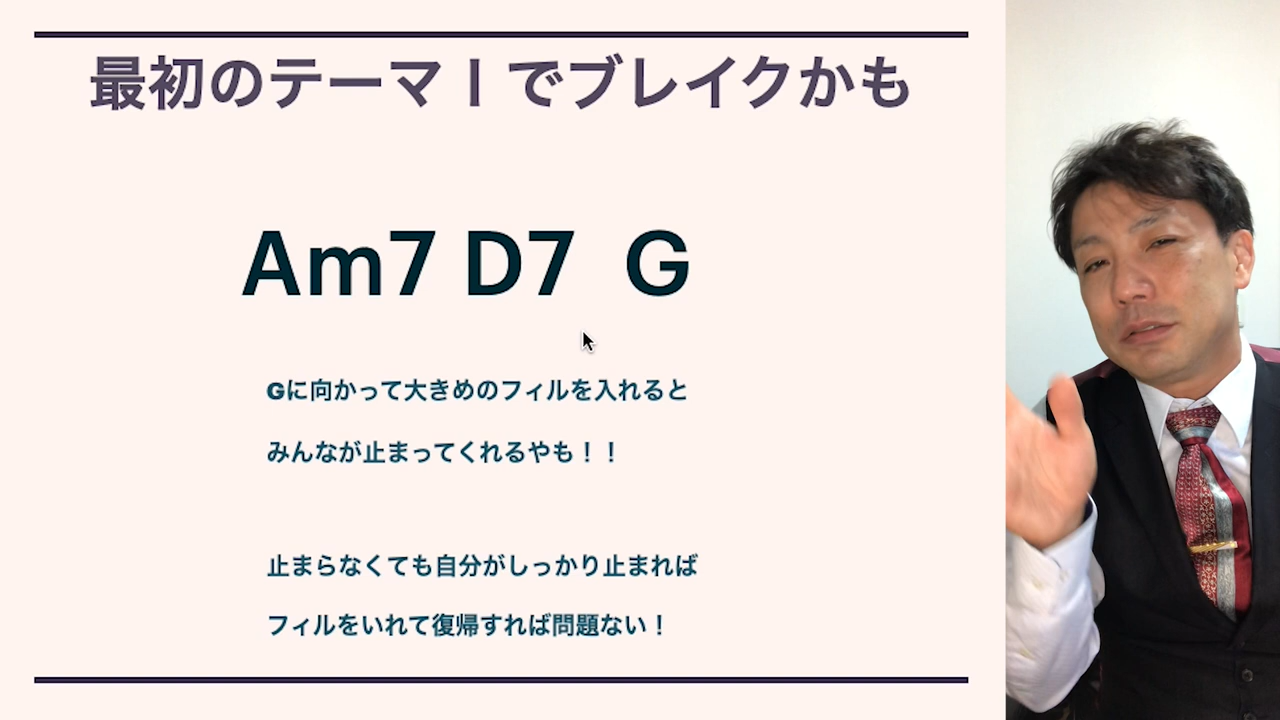 最初のテーマ I でブレイクかも
Am7 D7 G
Gに向かって大きめのフィルを入れると
みんなが止まってくれるやも！！
止まらなくても自分がしっかり止まれば
フィルをいれて復帰すれば問題ない！